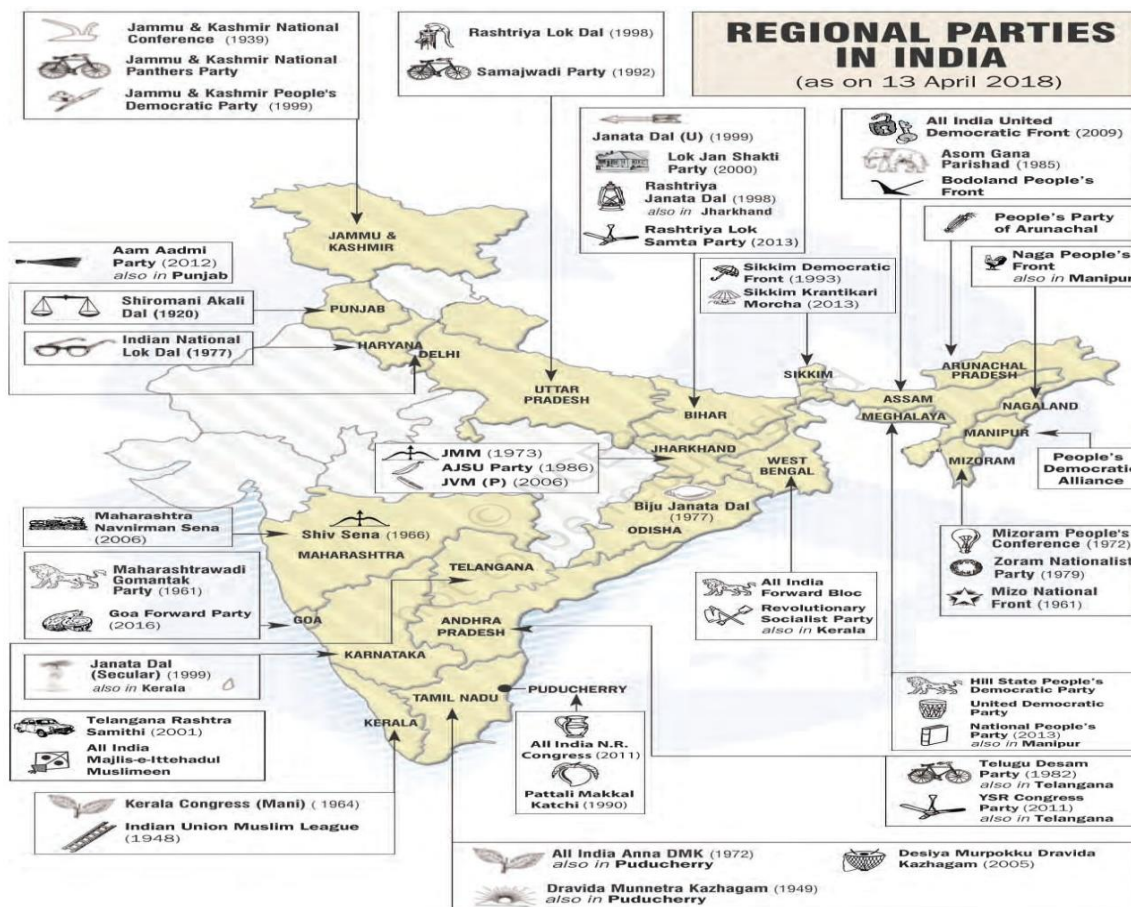 REGIONAL PARTIES
IN INDIA
(as on 13 April 2018)
Jammu & Kashmir National
Conference (1939)
Jammu & Kashmir National
Panthers Party
Jammu & Kashmir People's
Democratic Party (1999)
Rashtriya Lok Dal (1998)
Samajwadi Party (1992)
Janata Dal (U) (1999)
Lok Jan Shakti
Party (2000)
Rashtriya
Janata Dal (1998)
also in Jharkhand
Rashtriya Lok
Samta Party (2013)
All India United
Democratic Front (2009)
Asom Gana
Parishad (1985)
Bodoland People's
Front
People's Party
of Arunachal
Naga People's
Front
also in Manipur
Sikkim Democratic
Front (1993)
Sikkim Krantikari
Morcha (2013)
Aam Aadmi
Party (2012)
also in Punjab
Shiromani Akali
Dal (1920)
Indian National
Lok Dal (1977)
JAMMU &
KASHMIR
PUNJAB
HARYANA
DELHI
UTTAR
PRADESH
BIHAR
SIKKIM
ARUNACHAL
PRADESH
ASSAM
MEGHALAYA
NAGALAND
MANIPUR
MIZORAM
JHARKHAND
WEST
BENGAL
JMM (1973)
AJSU Party (1986)
JVM (P) (2006)
People's
Democratic
Alliance
Biju Janata Dal
(1977)
ODISHA
Maharashtra
Navnirman Sena
(2006)
Shiv Sena (1966)
MAHARASHTRA
TELANGANA
Maharashtrawadi
Gomantak
Party (1961)
Goa Forward Party
(2016)
GOA
ANDHRA
PRADESH
KARNATAKA
All India
Forward Bloc
Revolutionary
Socialist Party
also in Kerala
Mizoram People's
Conference (1972)
Zoram Nationalist
Party (1979)
Mizo National
Front (1961)
Janata Dal
(Secular) (1999)
also in Kerala
TAMIL NADU
PUDUCHERRY
KERALA
Hill State People's
Democratic Party
United Democratic
Party
National People's
Party (2013)
also in Manipur
Telangana Rashtra
Samithi (2001)
All India
Majlis-e-Ittehadul
Muslimeen
All India N.R.
Congress (2011)
Pattali Makkal
Katchi (1990)
Telugu Desam
Party (1982)
also in Telangana
YSR Congress
Party (2011)
also in Telangana
Kerala Congress (Mani) ( 1964)
Indian Union Muslim League
(1948)
All India Anna DMK (1972)
also in Puducherry
Dravida Munnetra Kazhagam (1949)
also in Puducherry
Desiya Murpokku Dravida
Kazhagam (2005)